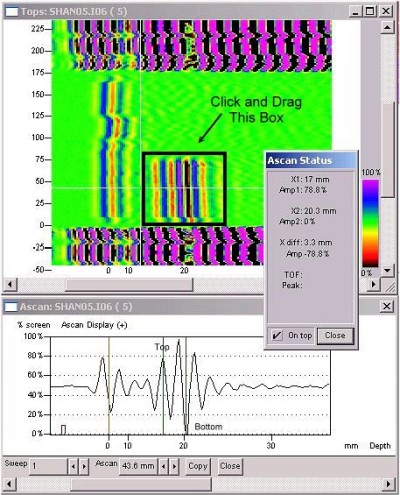 Tops: SHAN05.I06 ( 5)
225
200
175
150
125
100
75
50
25
0
-25
-50
0 10 20
Click and Drag
This Box
Ascan Status
X1: 17 mm
Amp1: 78.8%
X2: 20.3 mm
Amp2: 0%
X diff: 3.3 mm
Amp -78.8%
TOF:
Peak:
On top
Close
100 %
0 %
Ascan: SHAN05.I06 ( 5)
% screen Ascan Display (+)
100 %
80 %
60 %
40 %
20 %
0 %
Top
Bottom
0 10 20 30 mm Depth
Sweep 1 Ascan 43.6 mm Copy Close